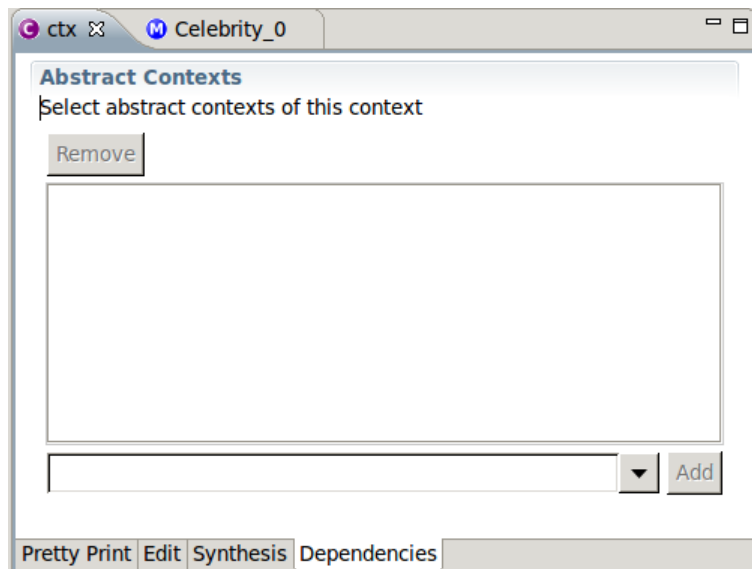 C ctx M Celebrity_0
Abstract Contexts
Select abstract contexts of this context
Remove
Add
Pretty Print Edit Synthesis Dependencies